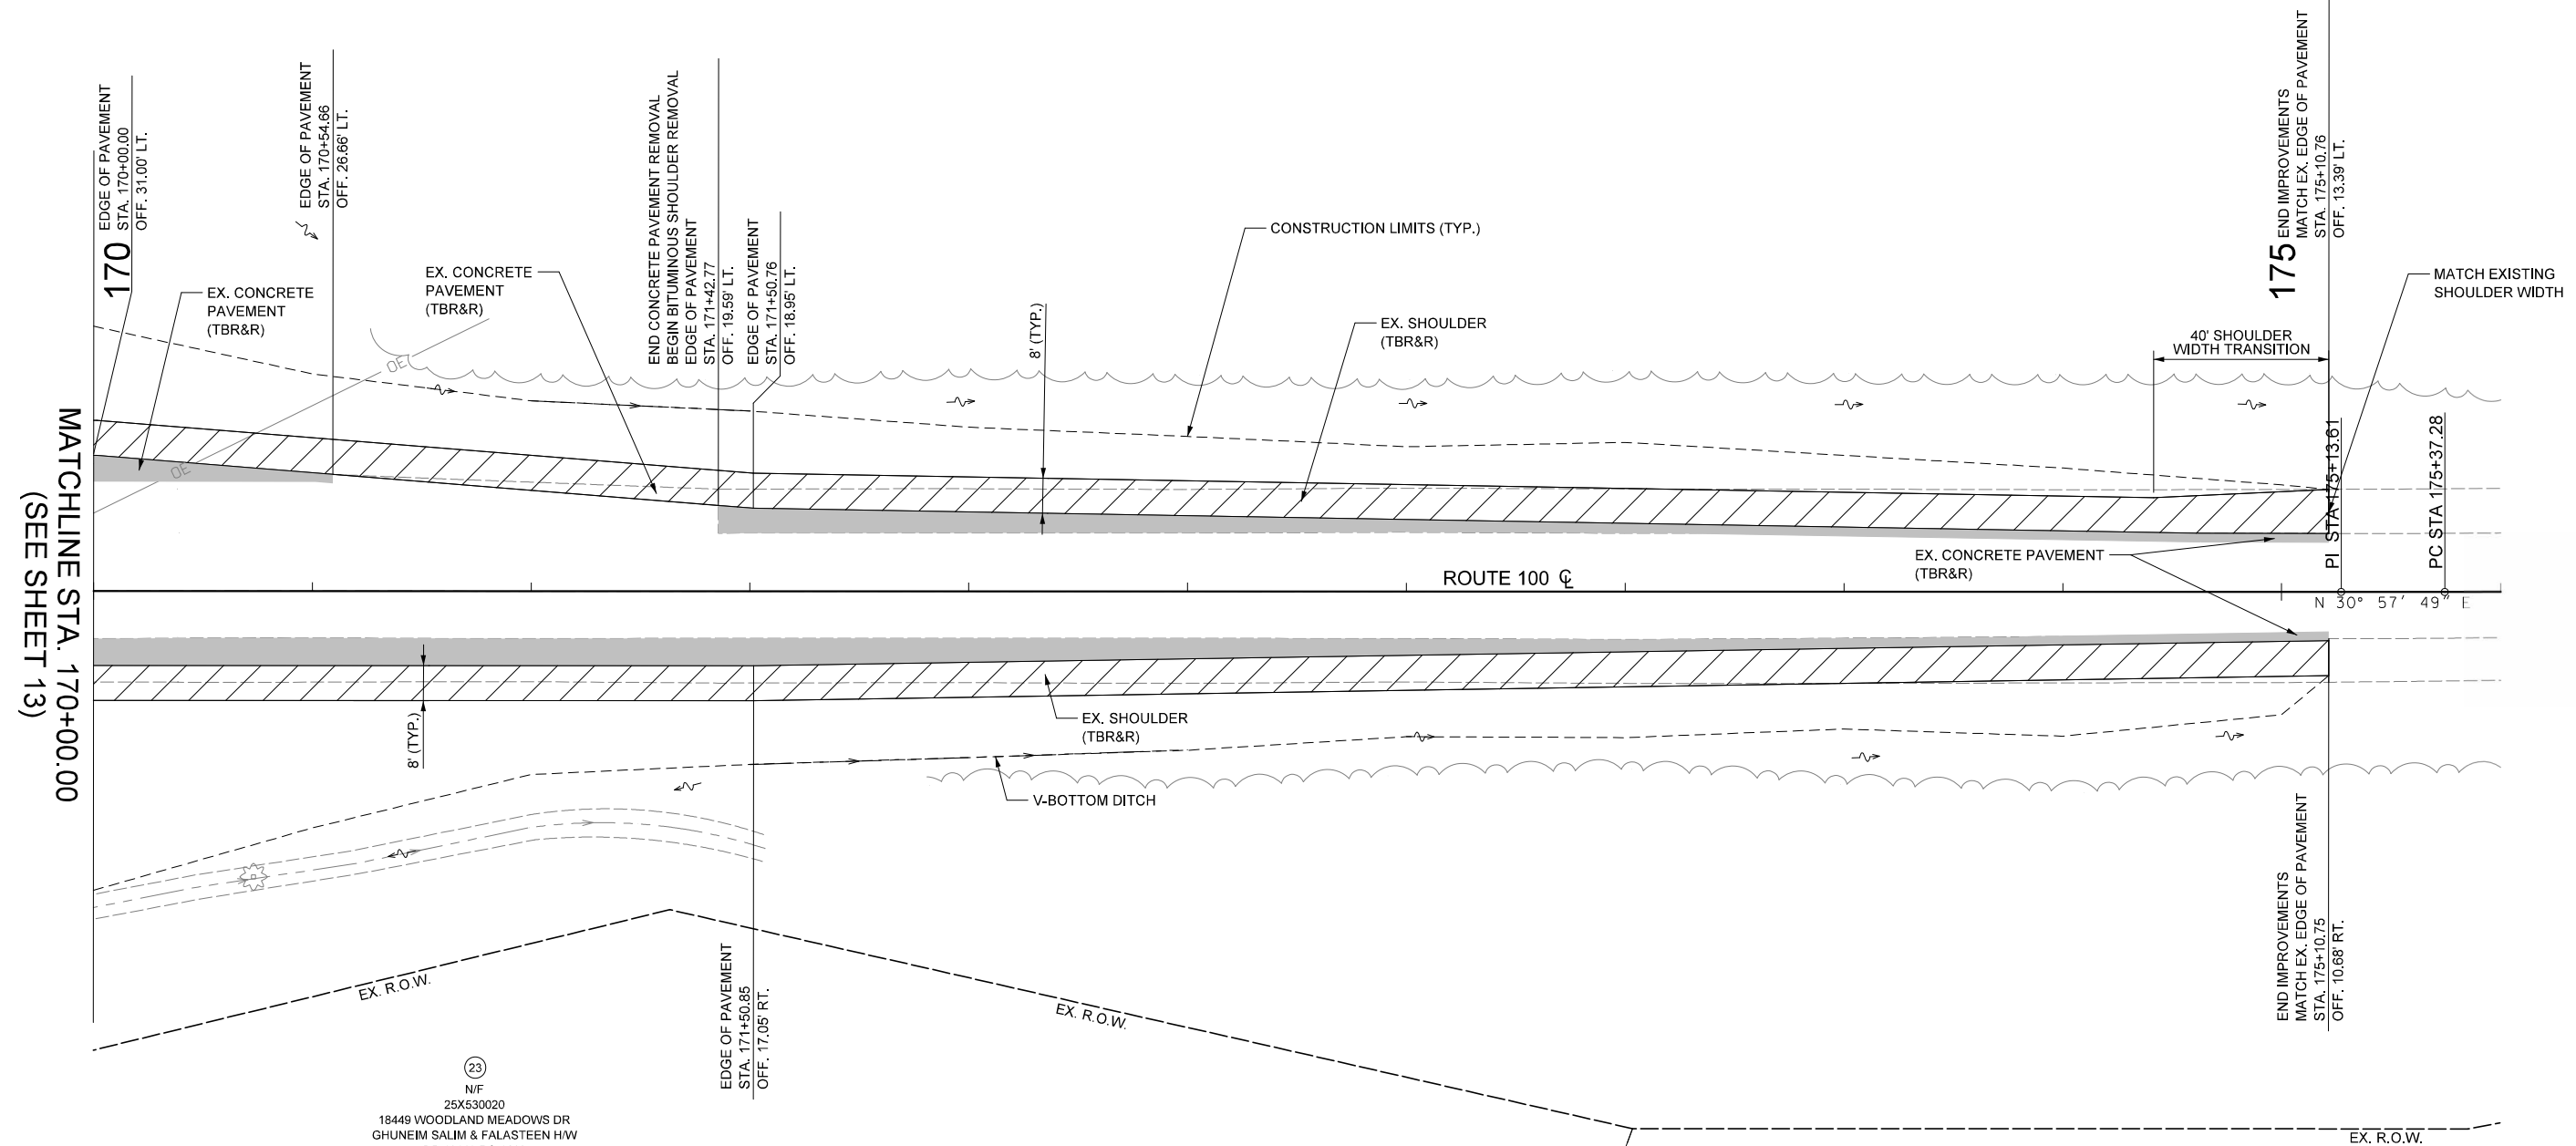 EDGE OF PAVEMENT
STA. 170+00.00
OFF. 31.00' LT.
170
EDGE OF PAVEMENT
STA. 170+54.66
OFF. 26.66' LT.
END CONCRETE PAVEMENT REMOVAL
BEGIN BITUMINOUS SHOULDER REMOVAL
EDGE OF PAVEMENT
STA. 171+42.77
OFF. 19.59' LT.
EDGE OF PAVEMENT
STA. 171+50.76
OFF. 18.95' LT.
END IMPROVEMENTS
MATCH EX. EDGE OF PAVEMENT
STA. 175+10.76
OFF. 13.39' LT.
175
CONSTRUCTION LIMITS (TYP.)
MATCH EXISTING
SHOULDER WIDTH
EX. CONCRETE
PAVEMENT
(TBR&R)
EX. CONCRETE
PAVEMENT
(TBR&R)
8' (TYP.)
EX. SHOULDER
(TBR&R)
40' SHOULDER
WIDTH TRANSITION
OE
OE
PI STA 175+13.61
PC STA 175+37.28
MATCHLINE STA. 170+00.00
(SEE SHEET 13)
EX. CONCRETE PAVEMENT
(TBR&R)
ROUTE 100 ℄
N 30° 57' 49" E
8' (TYP.)
EX. SHOULDER
(TBR&R)
V-BOTTOM DITCH
END IMPROVEMENTS
MATCH EX. EDGE OF PAVEMENT
STA. 175+10.75
OFF. 10.68' RT.
EDGE OF PAVEMENT
STA. 171+50.85
OFF. 17.05' RT.
EX. R.O.W.
EX. R.O.W.
23
N/F
25X530020
18449 WOODLAND MEADOWS DR
GHUNEIM SALIM & FALASTEEN H/W
EX. R.O.W.